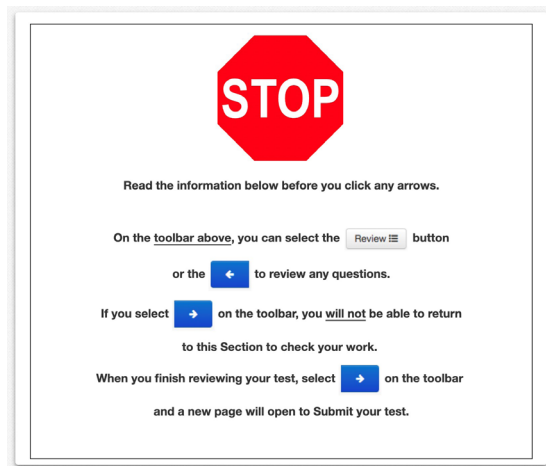 STOP
Read the information below before you click any arrows.
On the toolbar above, you can select the Review button
or the ← to review any questions.
If you select → on the toolbar, you will not be able to return
to this Section to check your work.
When you finish reviewing your test, select → on the toolbar
and a new page will open to Submit your test.